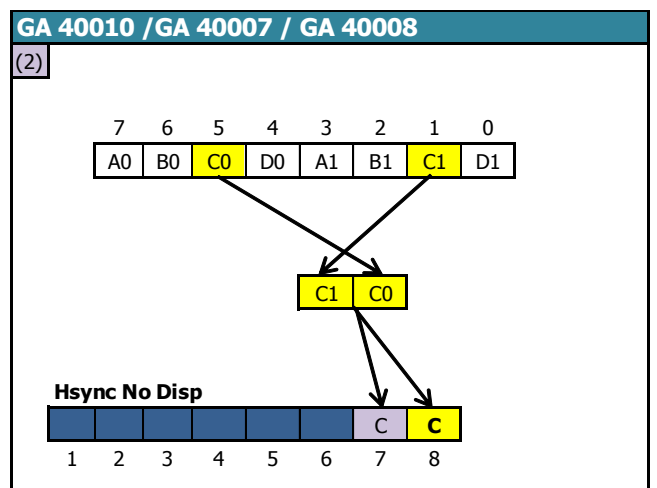 GA 40010 /GA 40007 / GA 40008
(2)
7 6 5 4 3 2 1 0
A0 B0 C0 D0 A1 B1 C1 D1
C1 C0
Hsync No Disp
C C
1 2 3 4 5 6 7 8